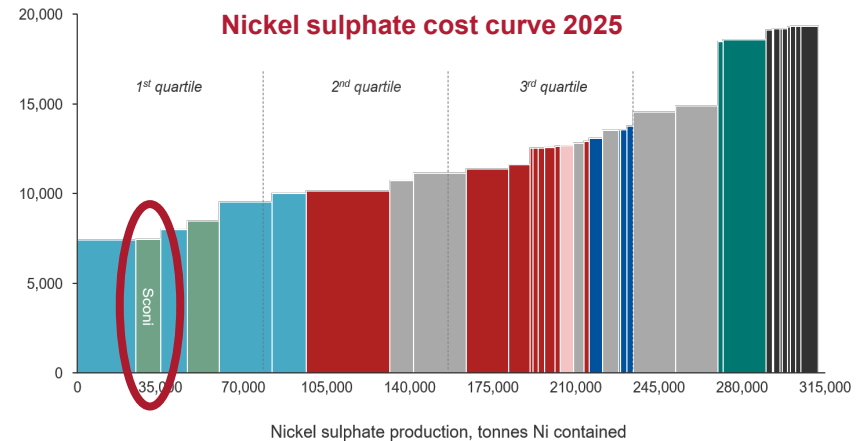 Nickel sulphate cost curve 2025
20,000
15,000
10,000
5,000
0
1st quartile
2nd quartile
3rd quartile
Sconi
0 35,000 70,000 105,000 140,000 175,000 210,000 245,000 280,000 315,000
Nickel sulphate production, tonnes Ni contained